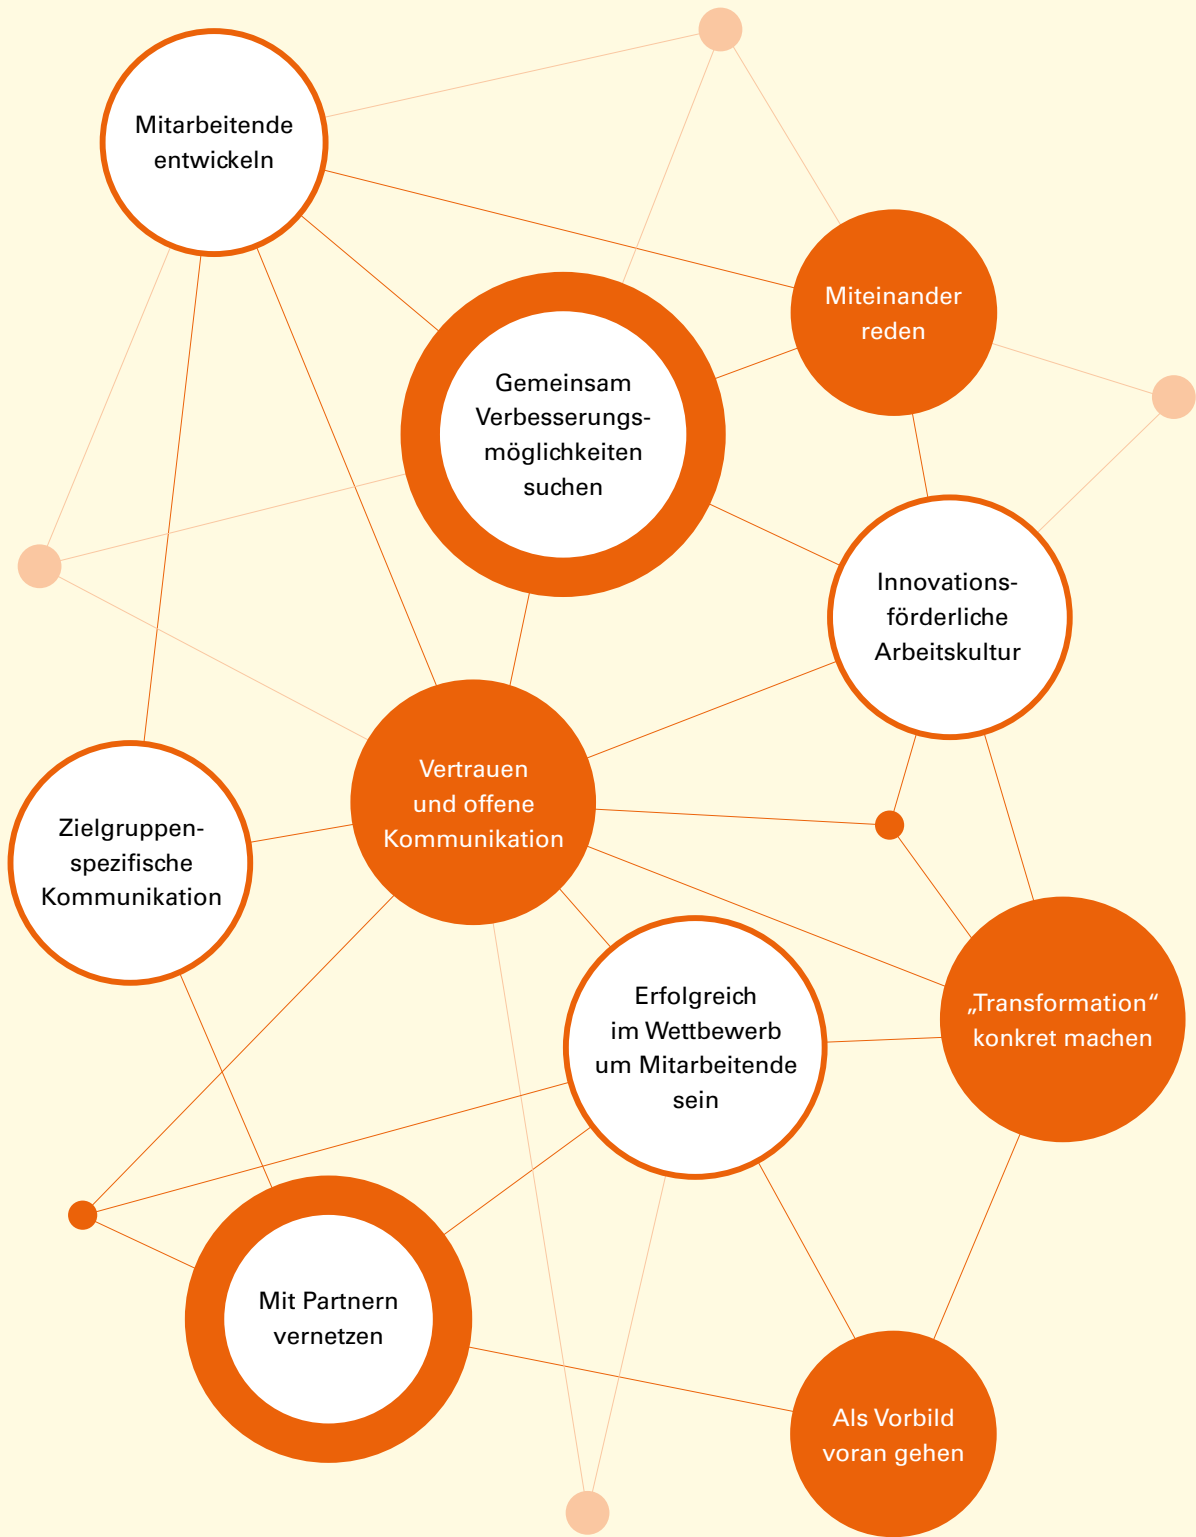 Mitarbeitende
entwickeln
Miteinander
reden
Gemeinsam
Verbesserungs-
möglichkeiten
suchen
Innovations-
förderliche
Arbeitskultur
Vertrauen
und offene
Kommunikation
Zielgruppen-
spezifische
Kommunikation
Erfolgreich
im Wettbewerb
um Mitarbeitende
sein
„Transformation“
konkret machen
Mit Partnern
vernetzen
Als Vorbild
voran gehen